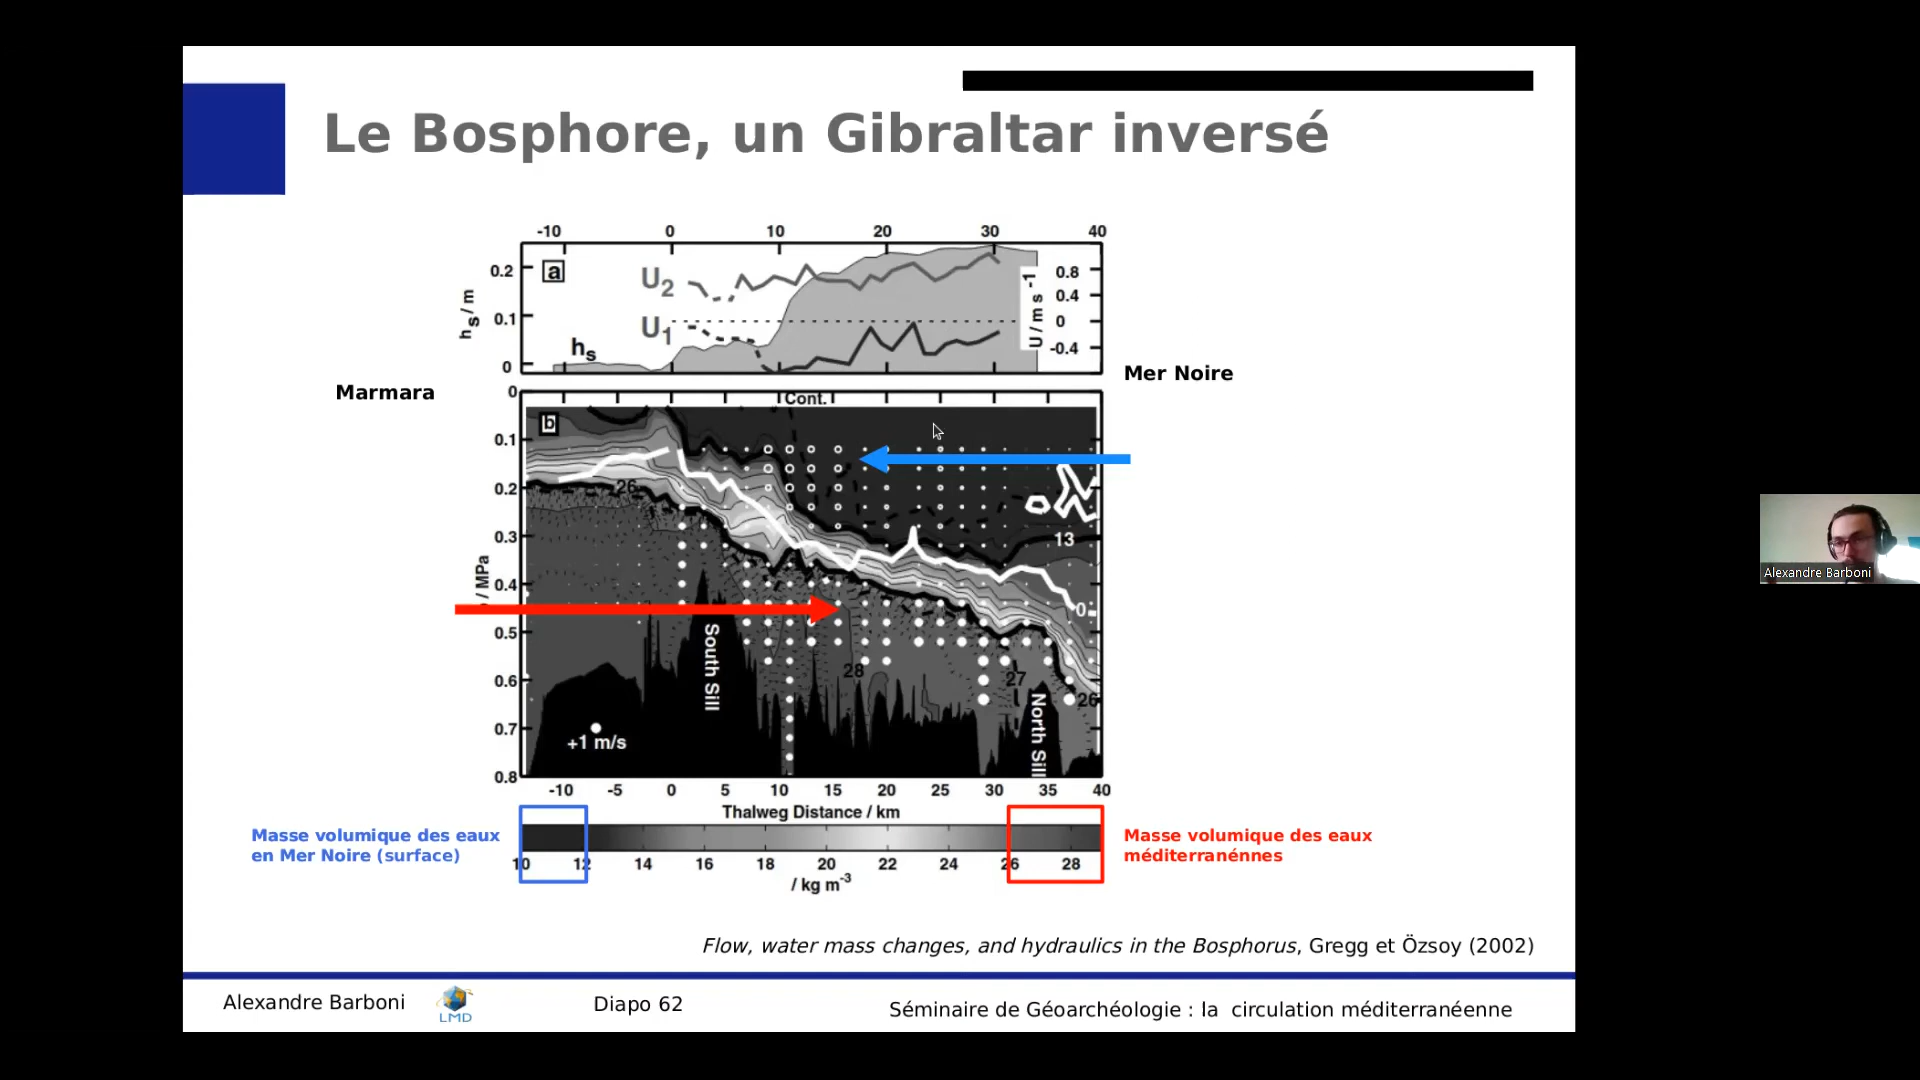 Le Bosphore, un Gibraltar inversé
-10 0 10 20 30 40
a
U2
U1
hs
hs / m
0.2
0.1
0
U / m s-1
0.8
0.4
0
-0.4
Marmara
Mer Noire
Cont.
b
0
0.1
0.2
0.3
0.4
0.5
0.6
0.7
0.8
/ MPa
26
13
0
28
27
26
South Sill
North Sill
+1 m/s
-10 -5 0 5 10 15 20 25 30 35 40
Thalweg Distance / km
Masse volumique des eaux
en Mer Noire (surface)
10 12 14 16 18 20 22 24 26 28
/ kg m-3
Masse volumique des eaux
méditerranénnes
Flow, water mass changes, and hydraulics in the Bosphorus, Gregg et Özsoy (2002)
Alexandre Barboni
LMD
Diapo 62
Séminaire de Géoarchéologie : la circulation méditerranéenne
Alexandre Barboni